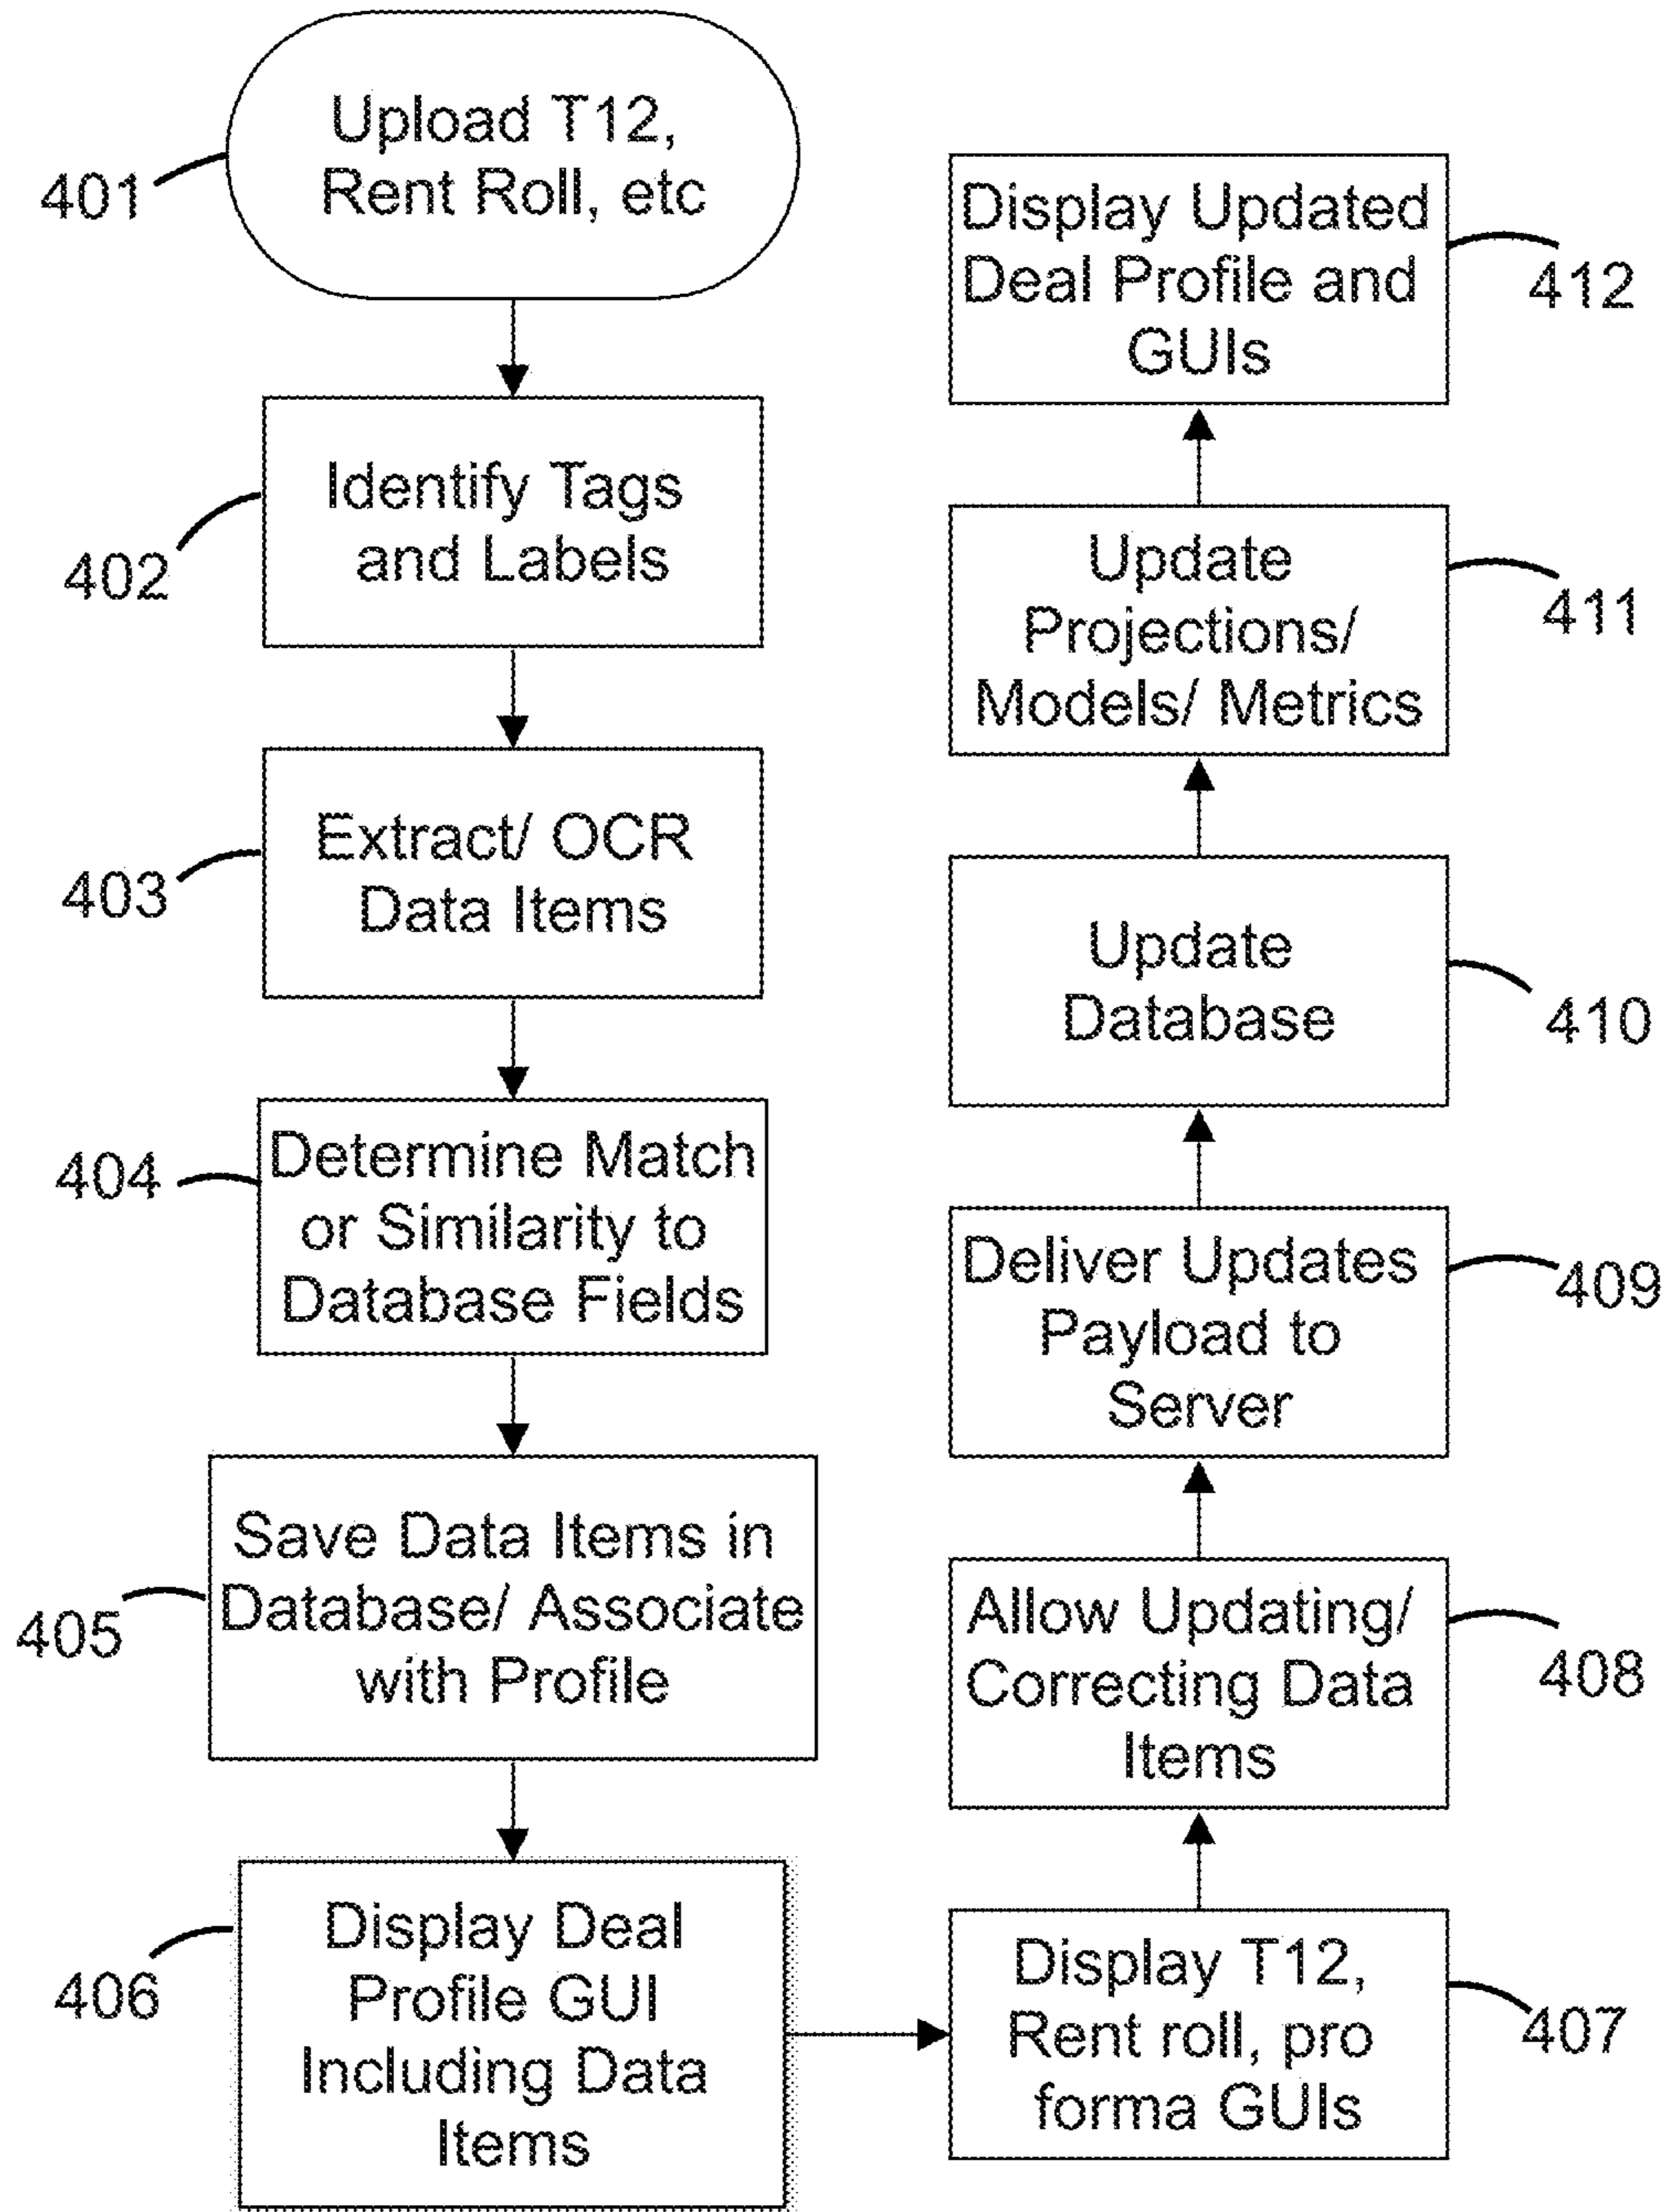 401
Upload T12,
Rent Roll, etc
402
Identify Tags
and Labels
403
Extract/ OCR
Data Items
404
Determine Match
or Similarity to
Database Fields
405
Save Data Items in
Database/ Associate
with Profile
406
Display Deal
Profile GUI
Including Data
Items
Display T12,
Rent roll, pro
forma GUIs
407
Allow Updating/
Correcting Data
Items
408
Deliver Updates
Payload to
Server
409
Update
Database
410
Update
Projections/
Models/ Metrics
411
Display Updated
Deal Profile and
GUIs
412